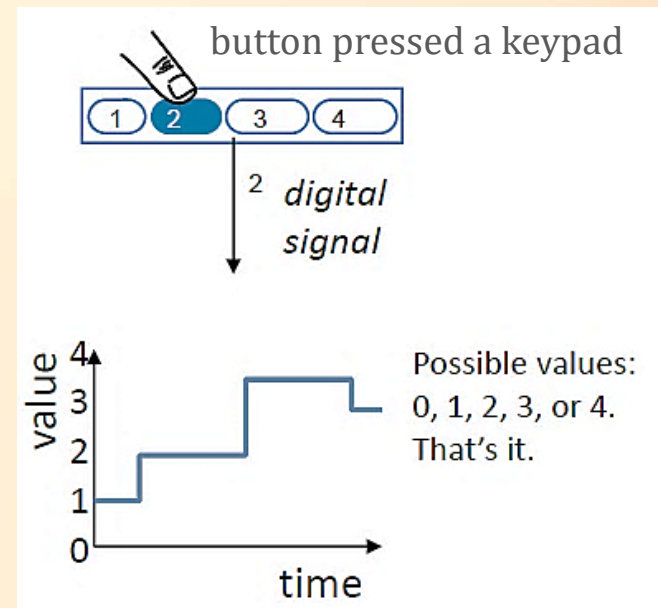 button pressed a keypad
1 2 3 4
2 digital
signal
value
4
3
2
1
0
time
Possible values:
0, 1, 2, 3, or 4.
That's it.